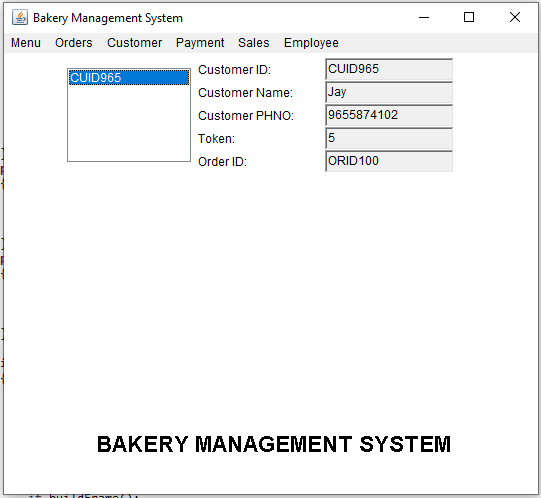 Bakery Management System
Menu Orders Customer Payment Sales Employee
CUID965
Customer ID: CUID965
Customer Name: Jay
Customer PHNO: 9655874102
Token: 5
Order ID: ORID100
BAKERY MANAGEMENT SYSTEM